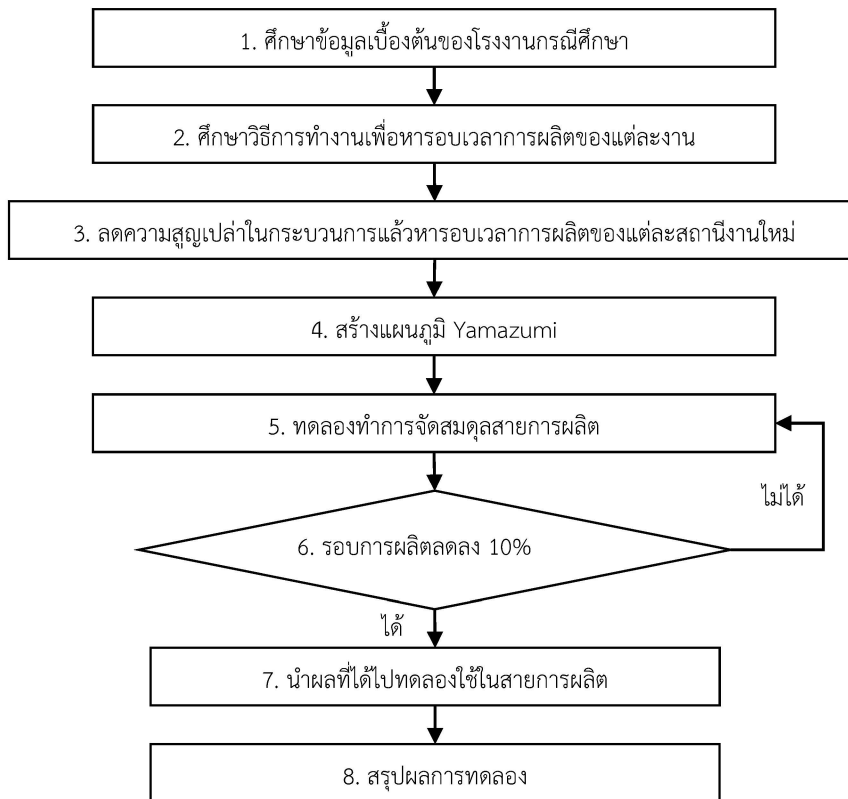 1. ศึกษาข้อมูลเบื้องต้นของโรงงานกรณีศึกษา
2. ศึกษาวิธีการทำงานเพื่อหารอบเวลาการผลิตของแต่ละงาน
3. ลดความสูญเปล่าในกระบวนการแล้วหารอบเวลาการผลิตของแต่ละสถานีงานใหม่
4. สร้างแผนภูมิ Yamazumi
5. ทดลองทำการจัดสมดุลสายการผลิต
ไม่ได้
6. รอบการผลิตลดลง 10%
ได้
7. นำผลที่ได้ไปทดลองใช้ในสายการผลิต
8. สรุปผลการทดลอง